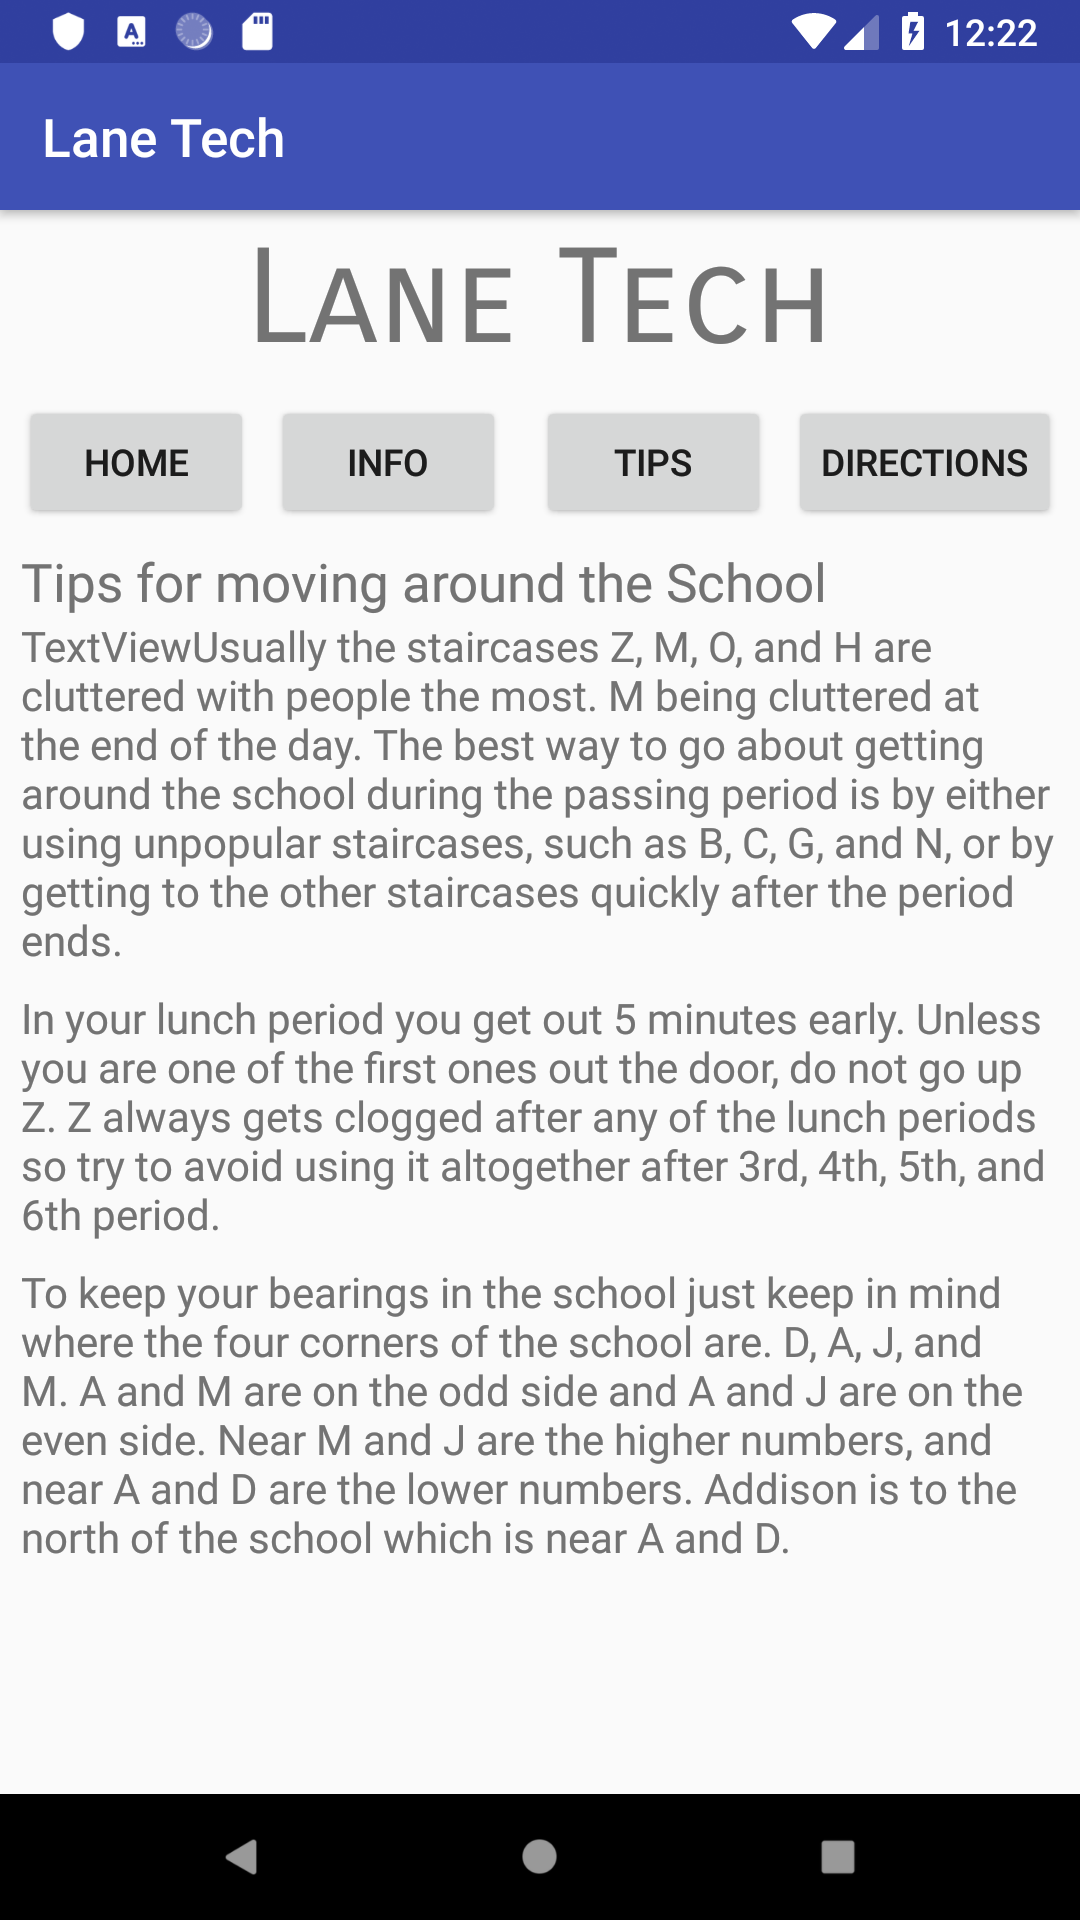 12:22
Lane Tech
Lane Tech
HOME INFO TIPS DIRECTIONS
Tips for moving around the School
TextViewUsually the staircases Z, M, O, and H are
cluttered with people the most. M being cluttered at
the end of the day. The best way to go about getting
around the school during the passing period is by either
using unpopular staircases, such as B, C, G, and N, or by
getting to the other staircases quickly after the period
ends.
In your lunch period you get out 5 minutes early. Unless
you are one of the first ones out the door, do not go up
Z. Z always gets clogged after any of the lunch periods
so try to avoid using it altogether after 3rd, 4th, 5th, and
6th period.
To keep your bearings in the school just keep in mind
where the four corners of the school are. D, A, J, and
M. A and M are on the odd side and A and J are on the
even side. Near M and J are the higher numbers, and
near A and D are the lower numbers. Addison is to the
north of the school which is near A and D.